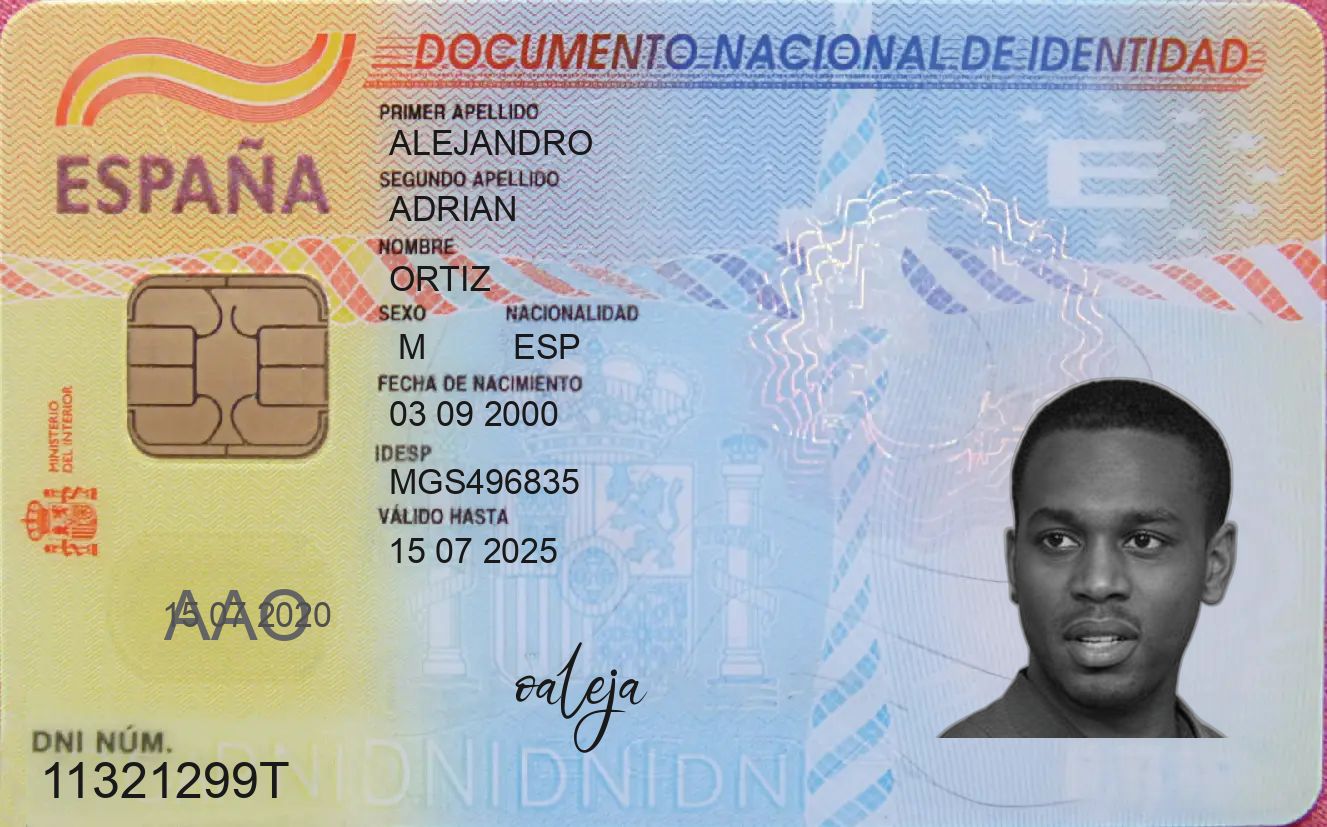 DOCUMENTO NACIONAL DE IDENTIDAD
ESPAÑA
E
PRIMER APELLIDO
ALEJANDRO
SEGUNDO APELLIDO
ADRIAN
NOMBRE
ORTIZ
SEXO NACIONALIDAD
M ESP
FECHA DE NACIMIENTO
03 09 2000
IDESP
MGS496835
VÁLIDO HASTA
15 07 2025
MINISTERIO
DEL INTERIOR
15 07 2020
AAO
oaleja
DNI NÚM.
11321299T
DNIDNIDNIDNI